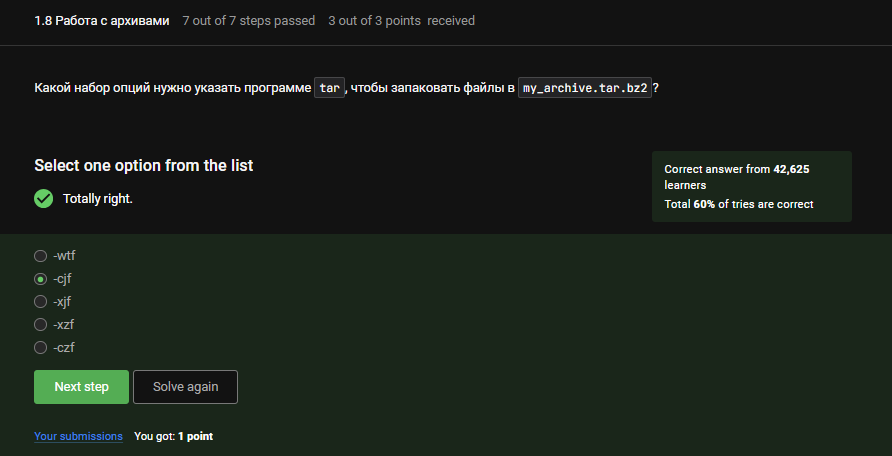 1.8 Работа с архивами 7 out of 7 steps passed 3 out of 3 points received
Какой набор опций нужно указать программе tar, чтобы запаковать файлы в my_archive.tar.bz2?
Select one option from the list
Totally right.
Correct answer from 42,625
learners
Total 60% of tries are correct
-wtf
-cjf
-xjf
-xzf
-czf
Next step Solve again
Your submissions You got: 1 point